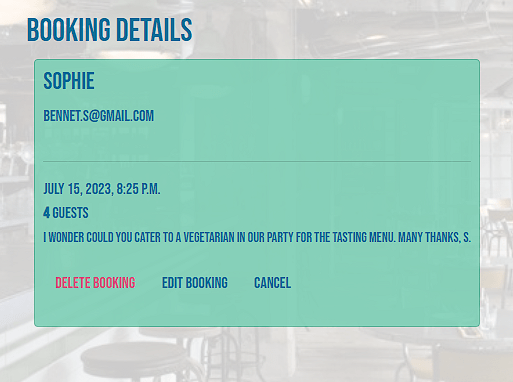 BOOKING DETAILS
SOPHIE
BENNET.S@GMAIL.COM
JULY 15, 2023, 8:25 P.M.
4 GUESTS
I WONDER COULD YOU CATER TO A VEGETARIAN IN OUR PARTY FOR THE TASTING MENU. MANY THANKS, S.
DELETE BOOKING EDIT BOOKING CANCEL